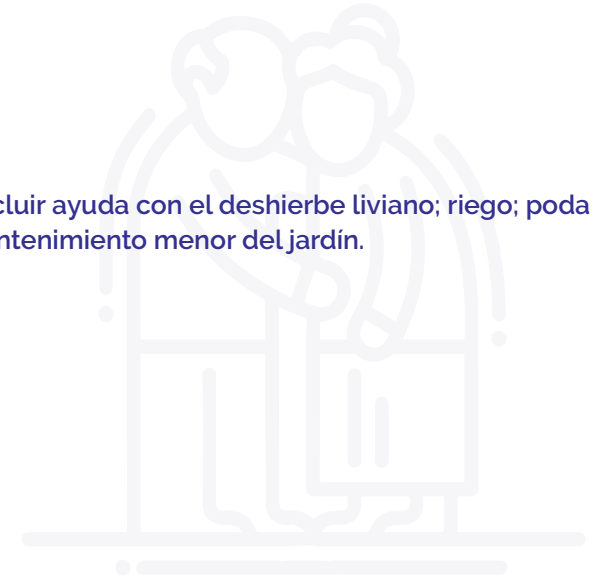 cluir ayuda con el deshierbe liviano; riego; poda
ntenimiento menor del jardín.